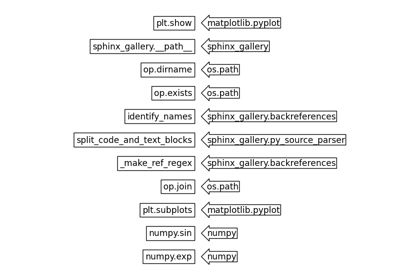 plt.show matplotlib.pyplot
sphinx_gallery.__path__ sphinx_gallery
op.dirname os.path
op.exists os.path
identify_names sphinx_gallery.backreferences
split_code_and_text_blocks sphinx_gallery.py_source_parser
_make_ref_regex sphinx_gallery.backreferences
op.join os.path
plt.subplots matplotlib.pyplot
numpy.sin numpy
numpy.exp numpy